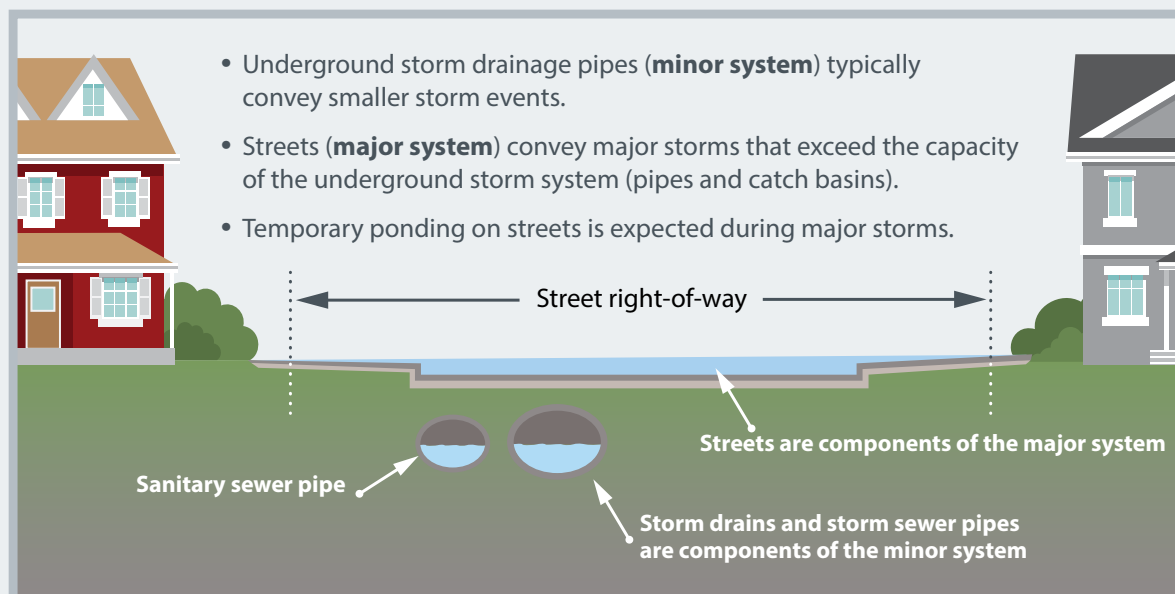 • Underground storm drainage pipes (minor system) typically
convey smaller storm events.
• Streets (major system) convey major storms that exceed the capacity
of the underground storm system (pipes and catch basins).
• Temporary ponding on streets is expected during major storms.
Street right-of-way
Streets are components of the major system
Sanitary sewer pipe
Storm drains and storm sewer pipes
are components of the minor system